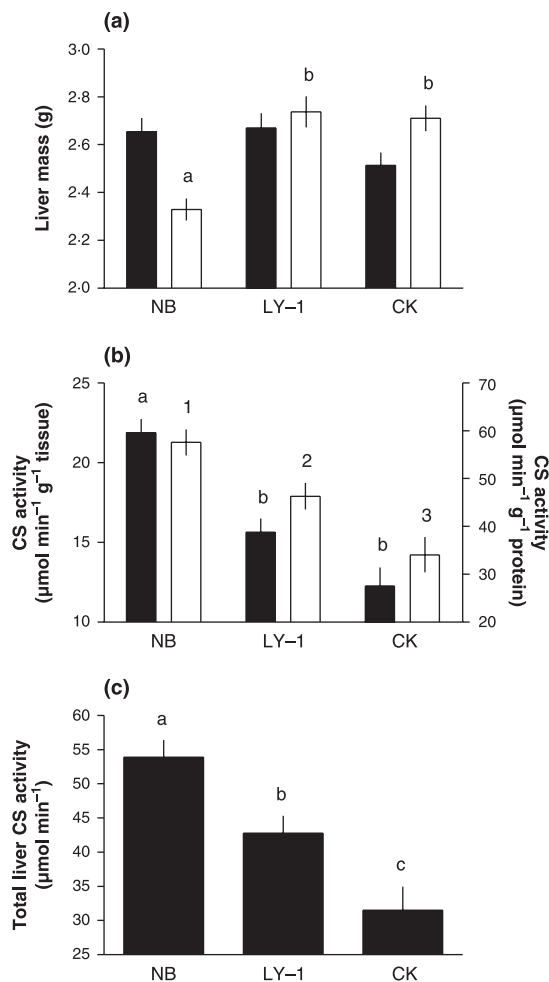 (a)
Liver mass (g)
3·0
2·8
2·6
2·4
2·2
2·0
a
b
b
NB
LY–1
CK
(b)
CS activity
(µmol min⁻¹ g⁻¹ tissue)
25
20
15
10
a
1
b
2
b
3
70
60
50
40
30
20
CS activity
(µmol min⁻¹ g⁻¹ protein)
NB
LY–1
CK
(c)
Total liver CS activity
(µmol min⁻¹)
60
55
50
45
40
35
30
25
a
b
c
NB
LY–1
CK